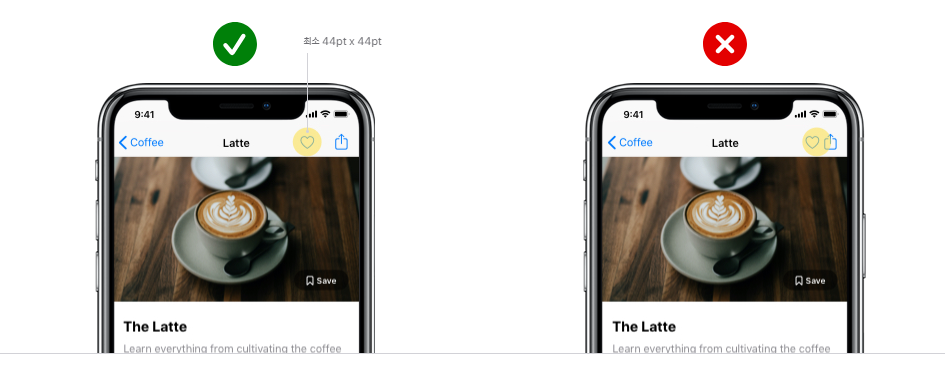 최소 44pt x 44pt
9:41
Coffee
Latte
Save
The Latte
Learn everything from cultivating the coffee
9:41
Coffee
Latte
Save
The Latte
Learn everything from cultivating the coffee